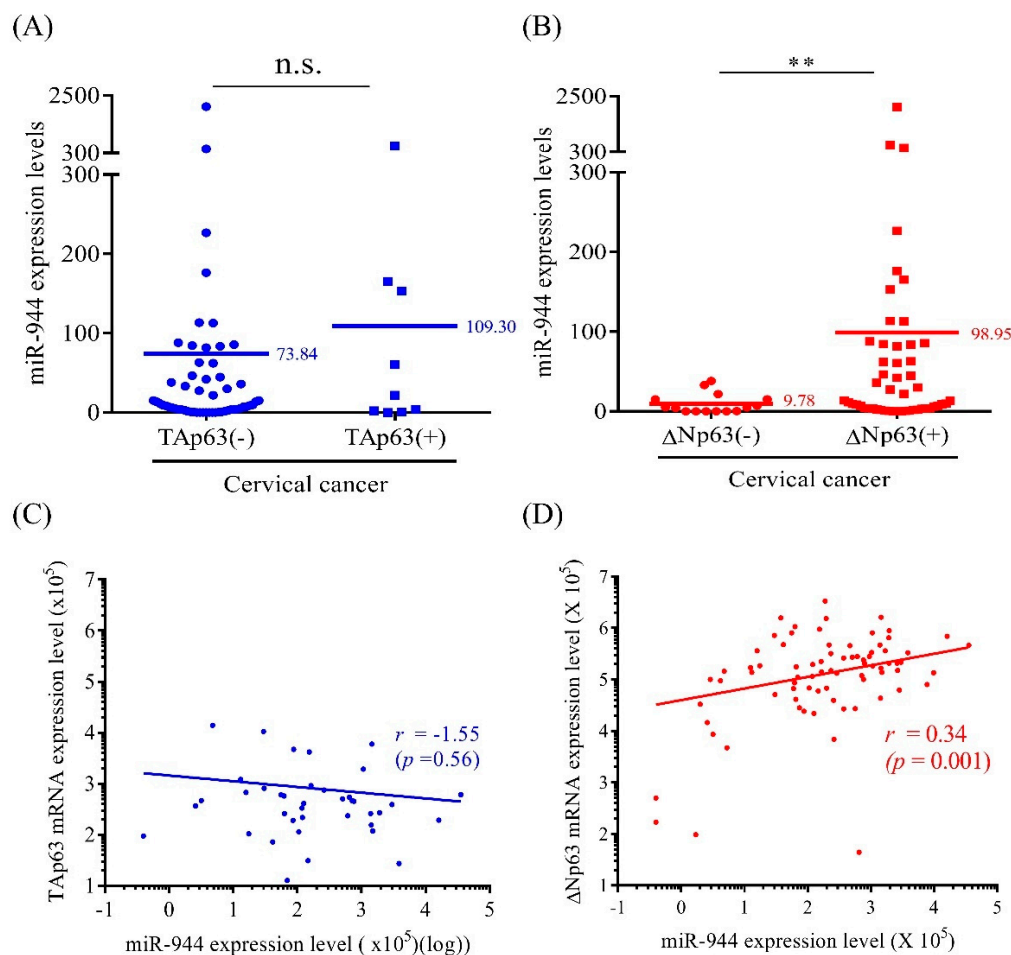 (A)
n.s.
miR-944 expression levels
2500
300
300
200
100
0
73.84
109.30
TAp63(-)
TAp63(+)
Cervical cancer
(B)
**
miR-944 expression levels
2500
300
300
200
100
0
9.78
98.95
ΔNp63(-)
ΔNp63(+)
Cervical cancer
(C)
TAp63 mRNA expression level (x10⁵)
7
6
5
4
3
2
1
r = -1.55
(p =0.56)
-1
0
1
2
3
4
5
miR-944 expression level ( x10⁵)(log))
(D)
ΔNp63 mRNA expression level (X 10⁵)
7
6
5
4
3
2
1
r = 0.34
(p = 0.001)
-1
0
1
2
3
4
5
miR-944 expression level (X 10⁵)